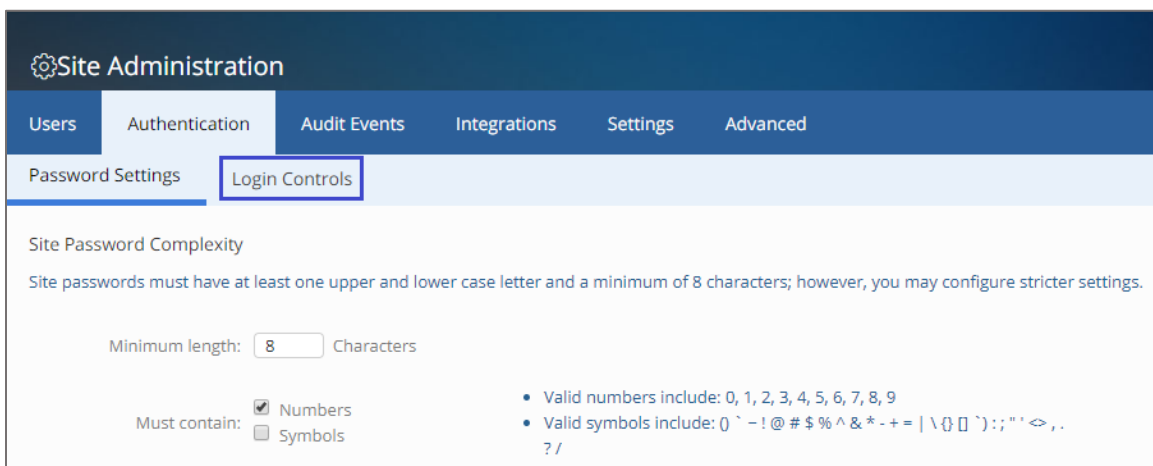 Site Administration
Users Authentication Audit Events Integrations Settings Advanced
Password Settings Login Controls
Site Password Complexity
Site passwords must have at least one upper and lower case letter and a minimum of 8 characters; however, you may configure stricter settings.
Minimum length: 8 Characters
Must contain: Numbers
Symbols
• Valid numbers include: 0, 1, 2, 3, 4, 5, 6, 7, 8, 9
• Valid symbols include: () ` ~ ! @ # $ % ^ & * - + = | \ {} [] `) : ; " ' <> , .
? /